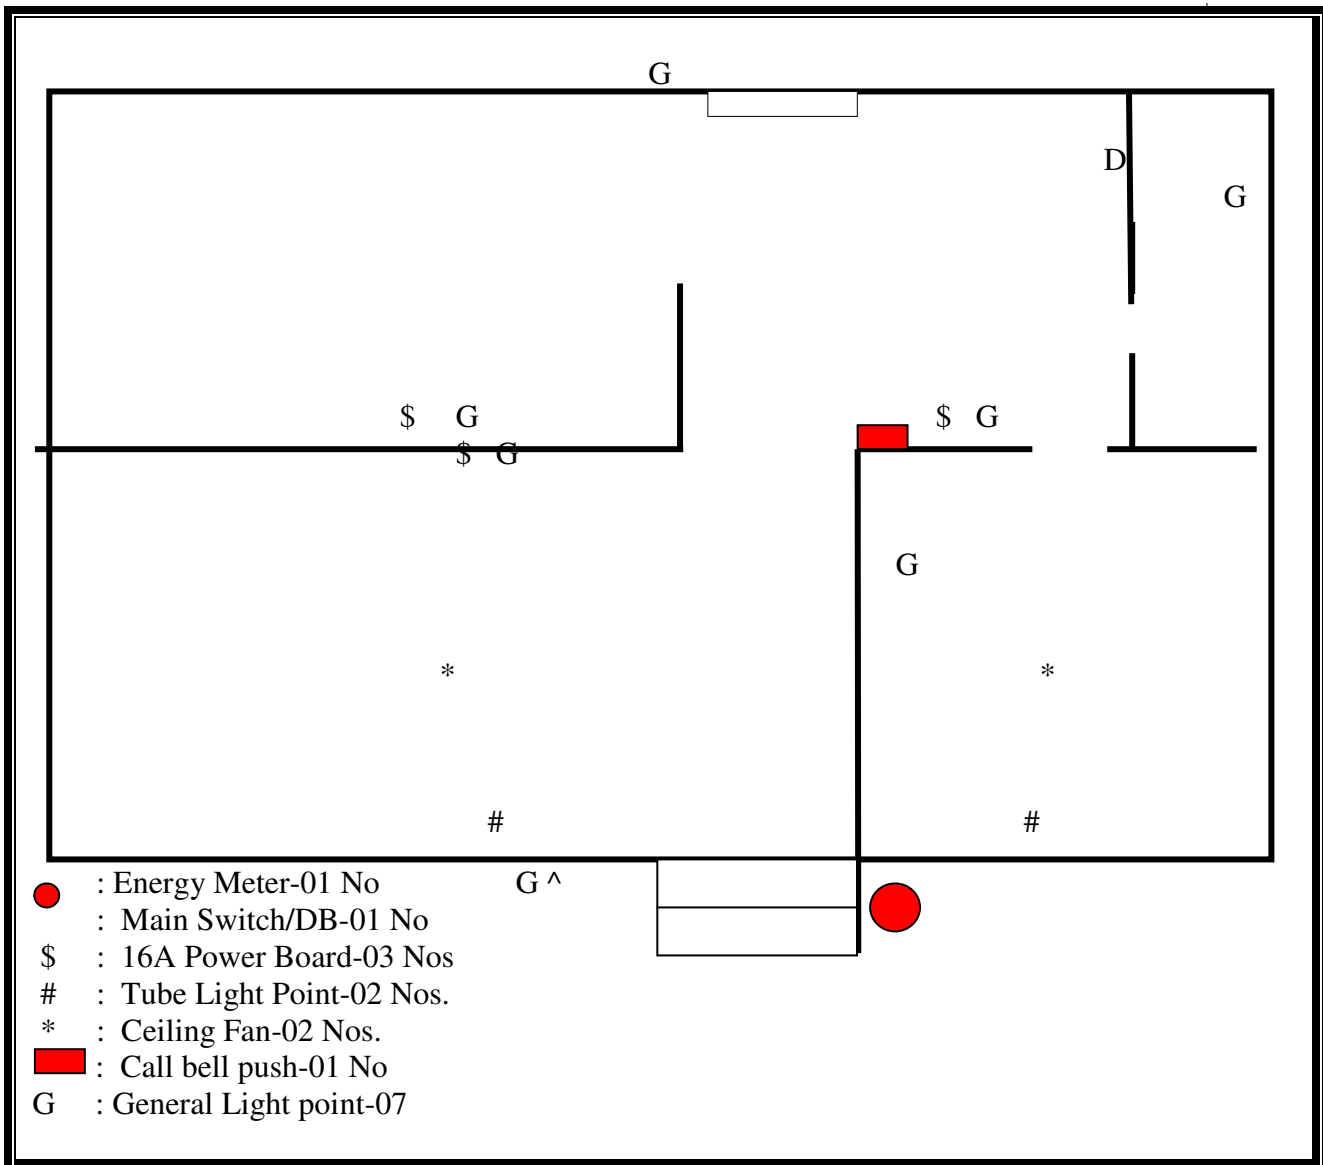 G
D
G
$ G $ G
$ G
G
* *
# #
: Energy Meter-01 No G ^
: Main Switch/DB-01 No
$ : 16A Power Board-03 Nos
# : Tube Light Point-02 Nos.
* : Ceiling Fan-02 Nos.
: Call bell push-01 No
G : General Light point-07